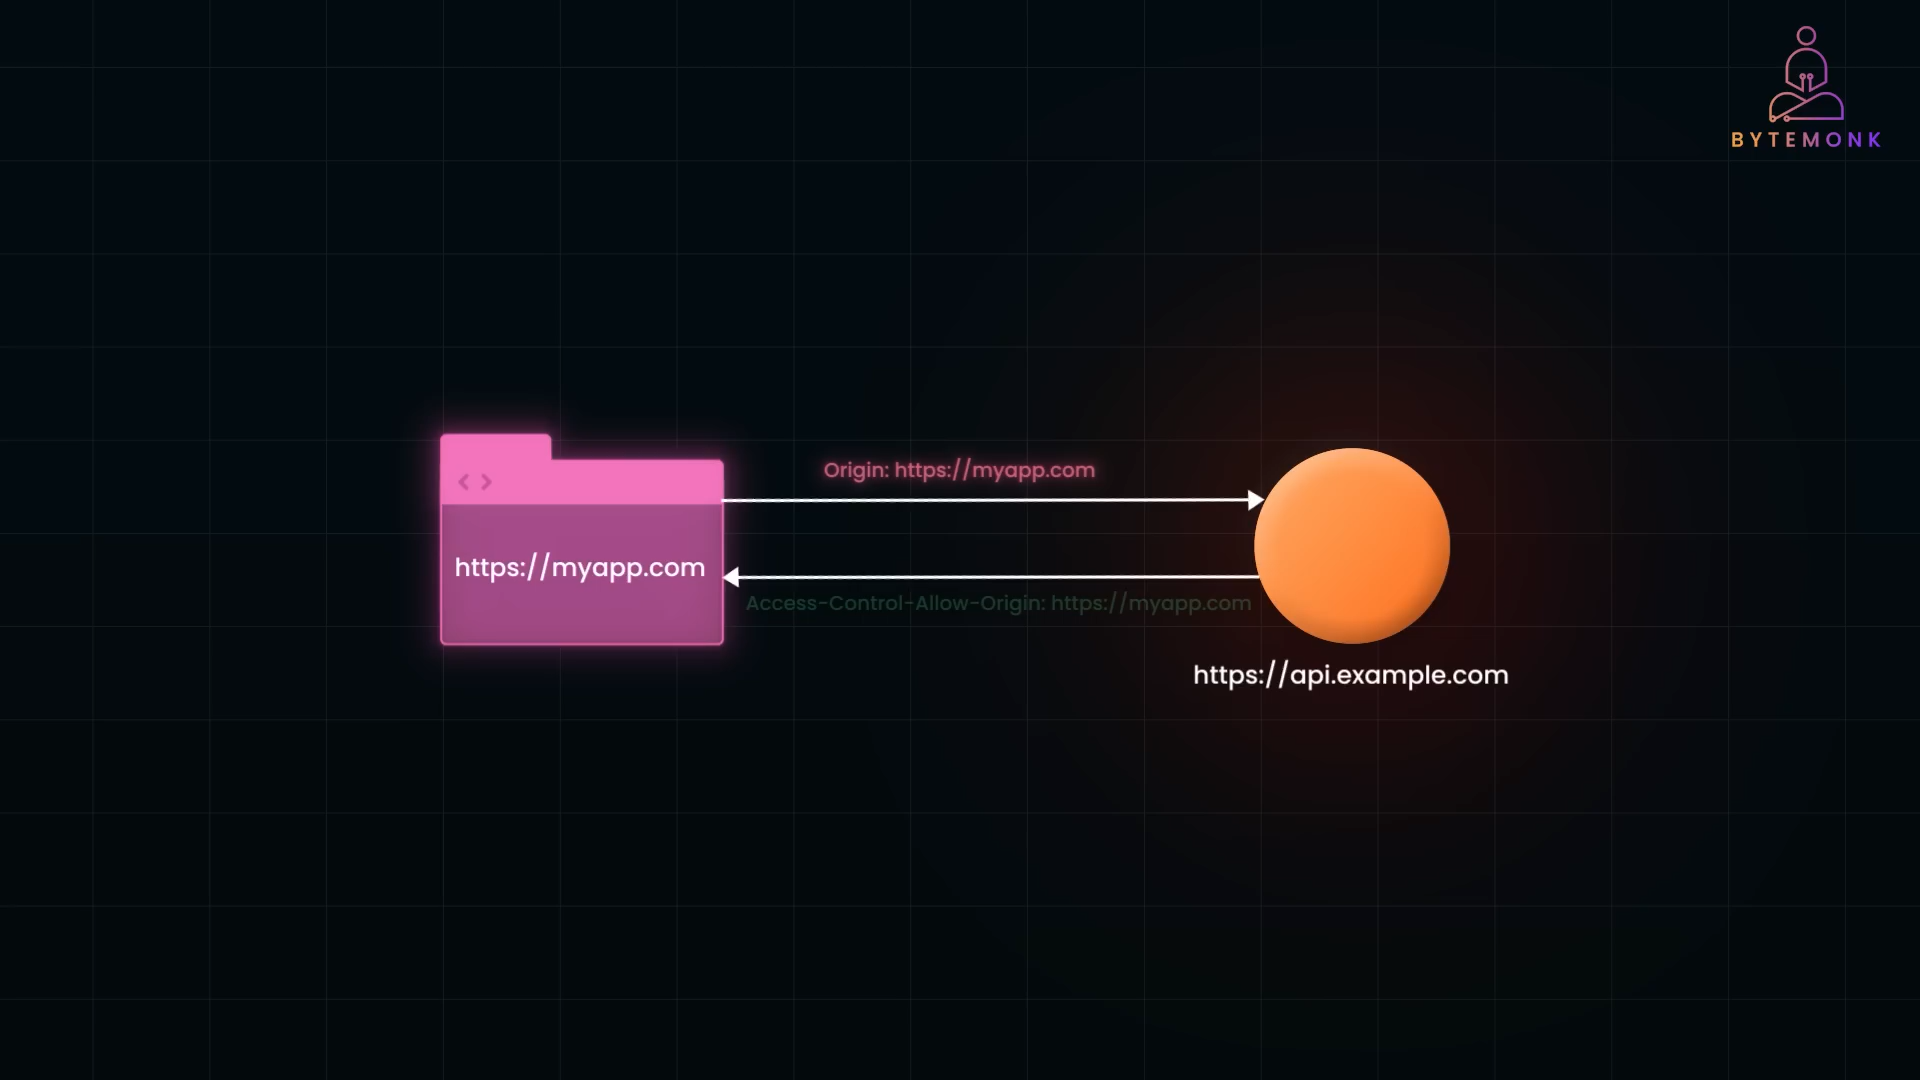 BYTEMONK
Origin: https://myapp.com
https://myapp.com
Access-Control-Allow-Origin: https://myapp.com
https://api.example.com